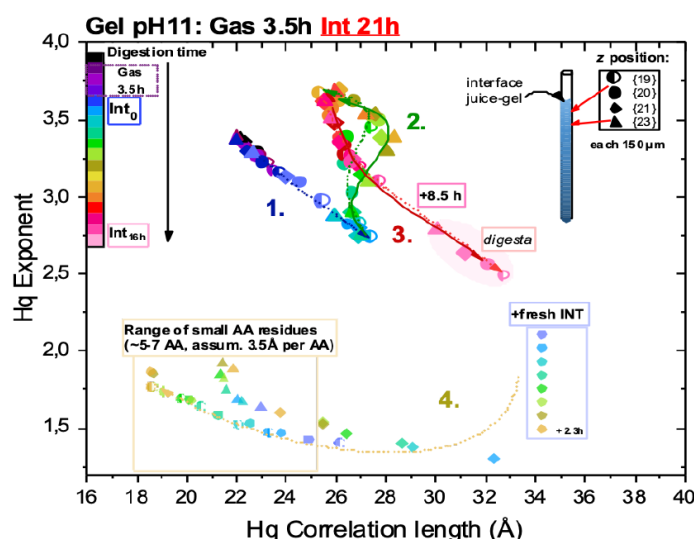 Gel pH11: Gas 3.5h Int 21h
4,0
3,5
3,0
2,5
2,0
1,5
1,0
Hq Exponent
Digestion time
Gas
3.5h
Int0
Int16h
1.
2.
3.
4.
+8.5 h
digesta
interface
juice-gel
z position:
{19}
{20}
{21}
{23}
each 150 µm
Range of small AA residues
(~5-7 AA, assum. 3.5Å per AA)
+fresh INT
+ 2.3h
16 18 20 22 24 26 28 30 32 34 36 38 40
Hq Correlation length (Å)